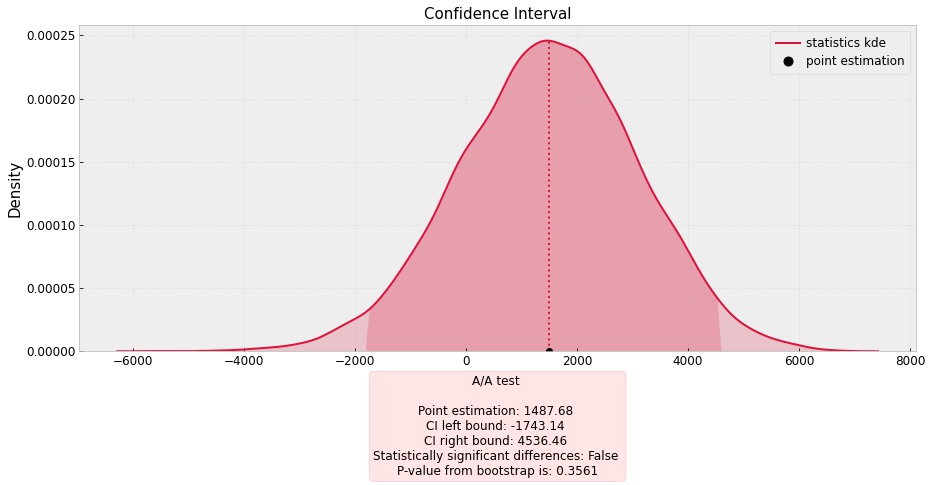 Confidence Interval
statistics kde
point estimation
Density
0.00025
0.00020
0.00015
0.00010
0.00005
0.00000
−6000 −4000 −2000 0 2000 4000 6000 8000
A/A test
Point estimation: 1487.68
CI left bound: -1743.14
CI right bound: 4536.46
Statistically significant differences: False
P-value from bootstrap is: 0.3561